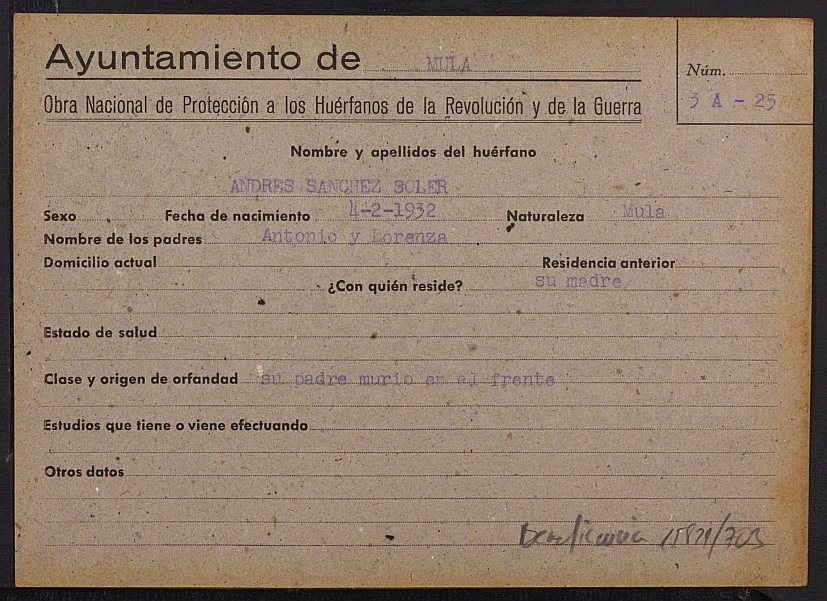 Ayuntamiento de MULA
Núm.
3 A - 25
Obra Nacional de Protección a los Huérfanos de la Revolución y de la Guerra
Nombre y apellidos del huérfano
ANDRES SANCHEZ SOLER
Sexo Fecha de nacimiento 4-2-1932 Naturaleza Mula
Nombre de los padres Antonio y Lorenza
Domicilio actual Residencia anterior
¿Con quién reside? su madre
Estado de salud
Clase y origen de orfandad su padre murio en el frente
Estudios que tiene o viene efectuando
Otros datos
Beneficencia